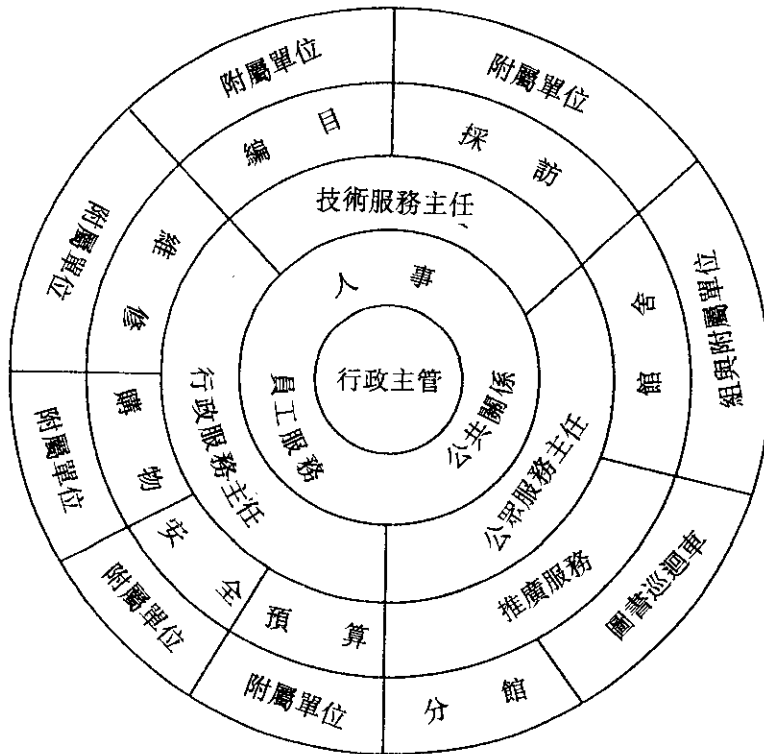 行政主管
人事
公共關係
員工服務
技術服務主任
公眾服務主任
行政服務主任
編目
採訪
館舍
推廣服務
預算
安全
購物
維修
附屬單位
附屬單位
組與附屬單位
圖書巡迴車
分館
附屬單位
附屬單位
附屬單位
附屬單位